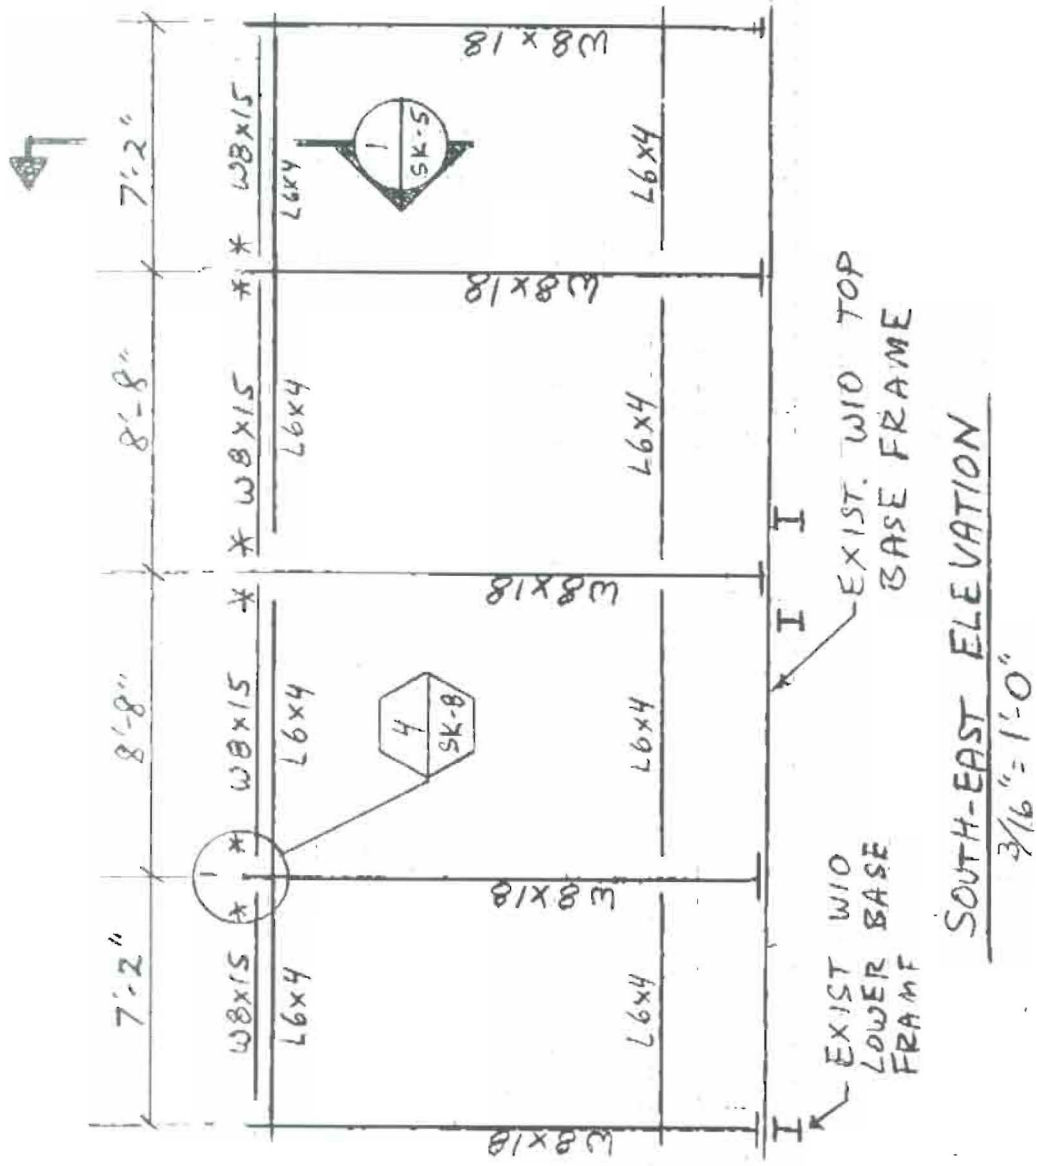 7'-2"
8'-8"
8'-8"
7'-2"
1
W8x15 *
* W8x15 *
* W8x15 *
* W8x15
L6x4
L6x4
L6x4
L6x4
4
SK-8
1
SK-5
W8x18
W8x18
W8x18
W8x18
W8x18
L6x4
L6x4
L6x4
L6x4
EXIST W10
LOWER BASE
FRAME
EXIST. W10 TOP
BASE FRAME
SOUTH-EAST ELEVATION
3/16" = 1'-0"